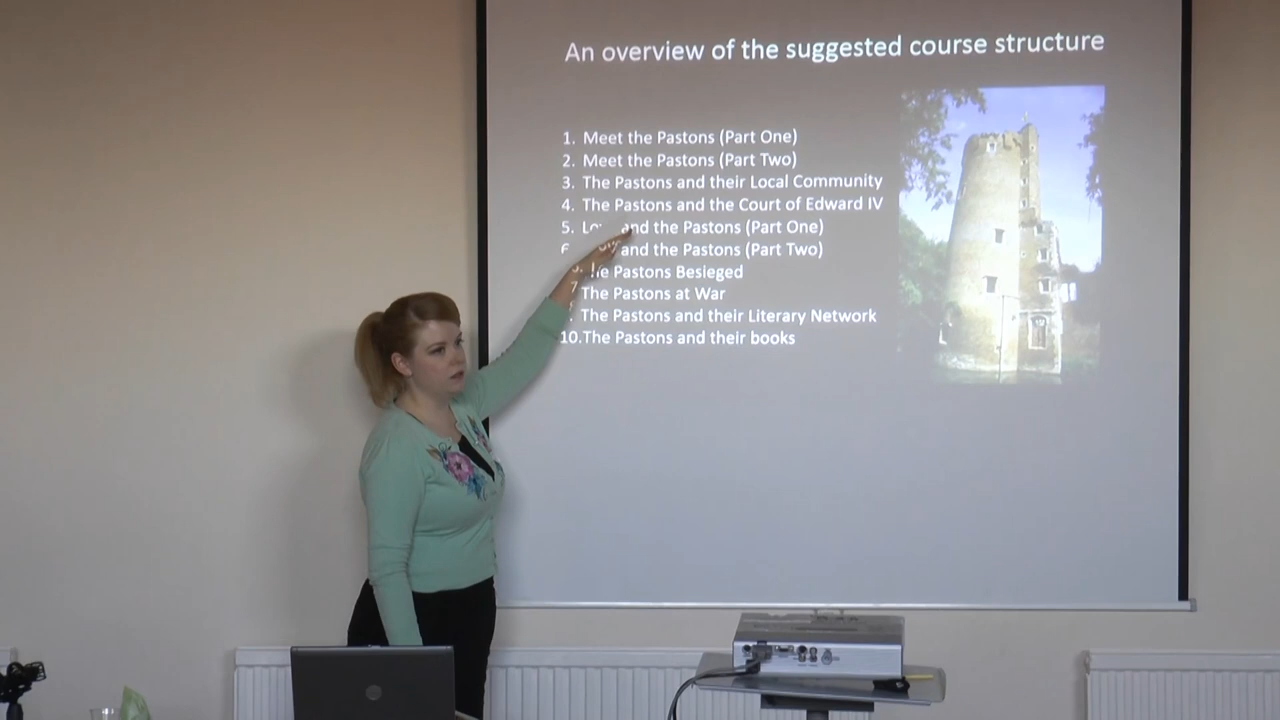 An overview of the suggested course structure
1. Meet the Pastons (Part One)
2. Meet the Pastons (Part Two)
3. The Pastons and their Local Community
4. The Pastons and the Court of Edward IV
5. and the Pastons (Part One)
and the Pastons (Part Two)
Pastons Besieged
The Pastons at War
The Pastons and their Literary Network
10.The Pastons and their books